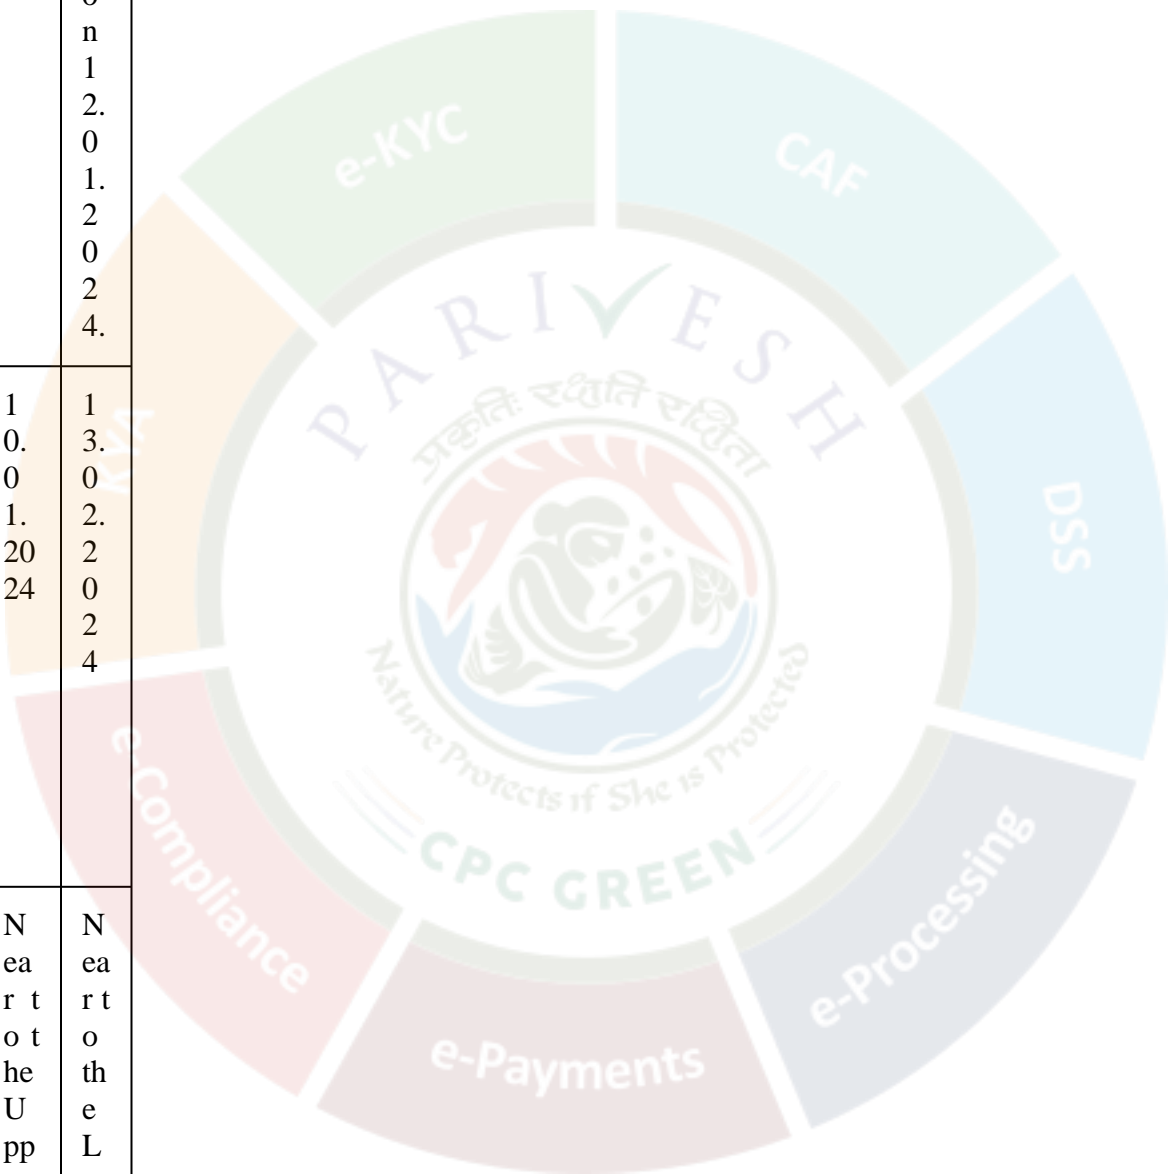 n
1
2.
0
1.
2
0
2
4.
1
0.
0
1.
20
24
1
3.
0
2.
2
0
2
4
N
ea
r t
o t
he
U
pp
N
ea
r t
o
th
e
L
e-KYC
CAF
DSS
e-Processing
e-Payments
e-Compliance
KYA
PARIVESH
प्रकृतिः रक्षति रक्षिता
Nature Protects if She is Protected
CPC GREEN